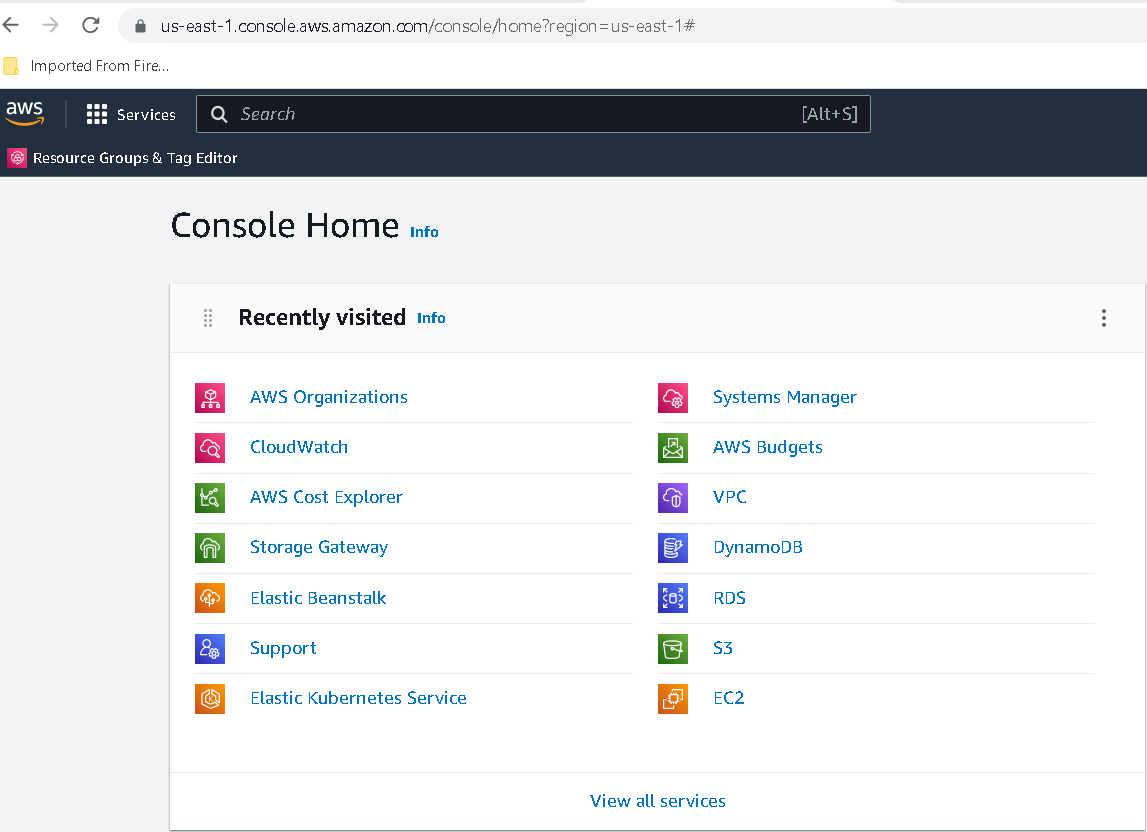 us-east-1.console.aws.amazon.com/console/home?region=us-east-1#
Imported From Fire...
aws Services Search [Alt+S]
Resource Groups & Tag Editor
Console Home Info
Recently visited Info
AWS Organizations
Systems Manager
CloudWatch
AWS Budgets
AWS Cost Explorer
VPC
Storage Gateway
DynamoDB
Elastic Beanstalk
RDS
Support
S3
Elastic Kubernetes Service
EC2
View all services